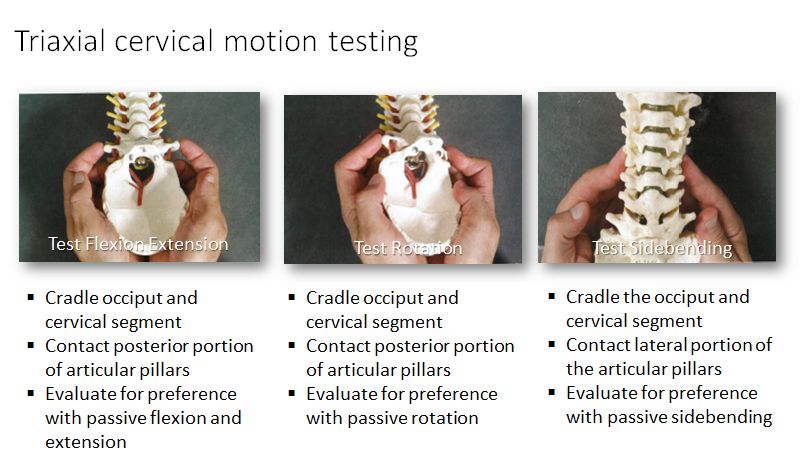 Triaxial cervical motion testing
Test Flexion Extension
Test Rotation
Test Sidebending
▪ Cradle occiput and
cervical segment
▪ Contact posterior portion
of articular pillars
▪ Evaluate for preference
with passive flexion and
extension
▪ Cradle occiput and
cervical segment
▪ Contact posterior portion
of articular pillars
▪ Evaluate for preference
with passive rotation
▪ Cradle the occiput and
cervical segment
▪ Contact lateral portion of
the articular pillars
▪ Evaluate for preference
with passive sidebending